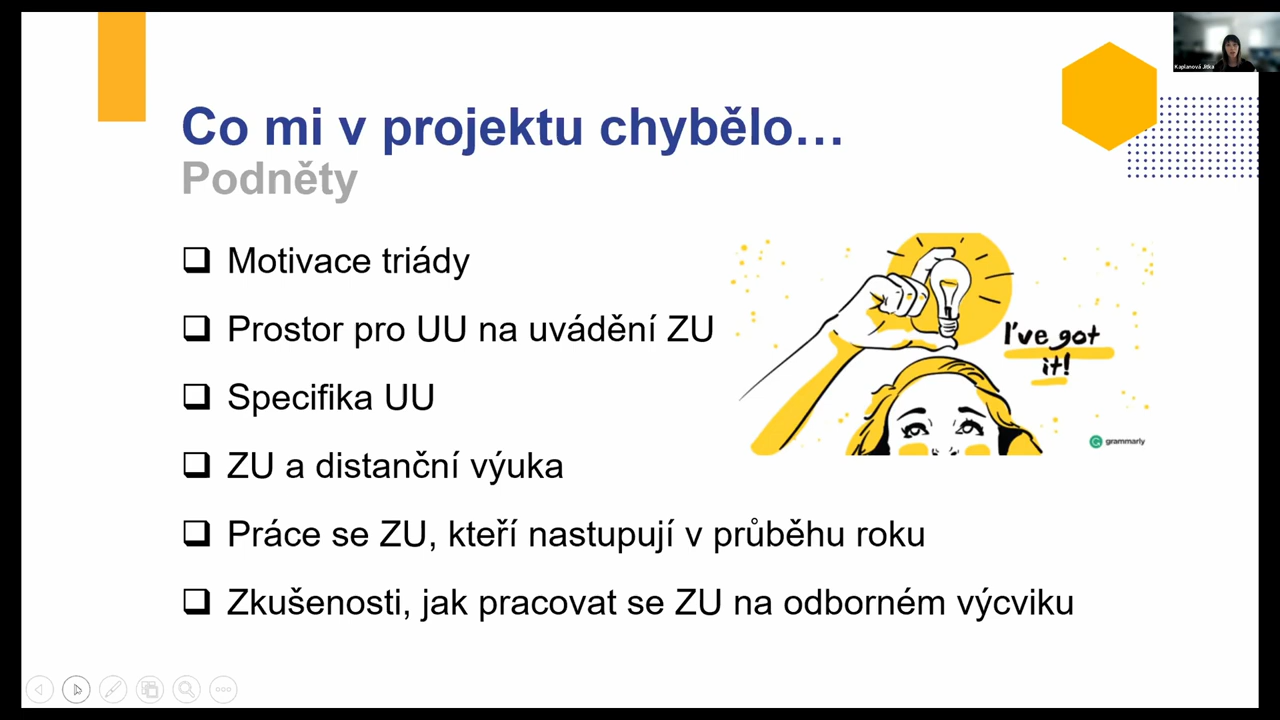 Kaplanová Jitka
Co mi v projektu chybělo…
Podněty
Motivace triády
Prostor pro UU na uvádění ZU
Specifika UU
ZU a distanční výuka
Práce se ZU, kteří nastupují v průběhu roku
Zkušenosti, jak pracovat se ZU na odborném výcviku
I've got
it!
grammarly